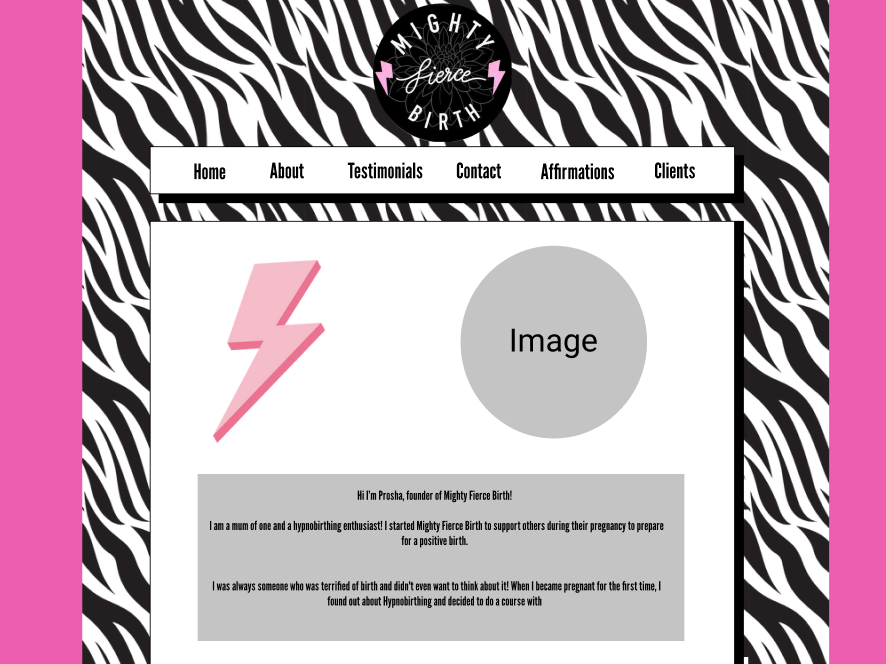 MIGHTY
fierce
BIRTH
Home About Testimonials Contact Affirmations Clients
Image
Hi I'm Prosha, founder of Mighty Fierce Birth!
I am a mum of one and a hypnobirthing enthusiast! I started Mighty Fierce Birth to support others during their pregnancy to prepare
for a positive birth.
I was always someone who was terrified of birth and didn't even want to think about it! When I became pregnant for the first time, I
found out about Hypnobirthing and decided to do a course with